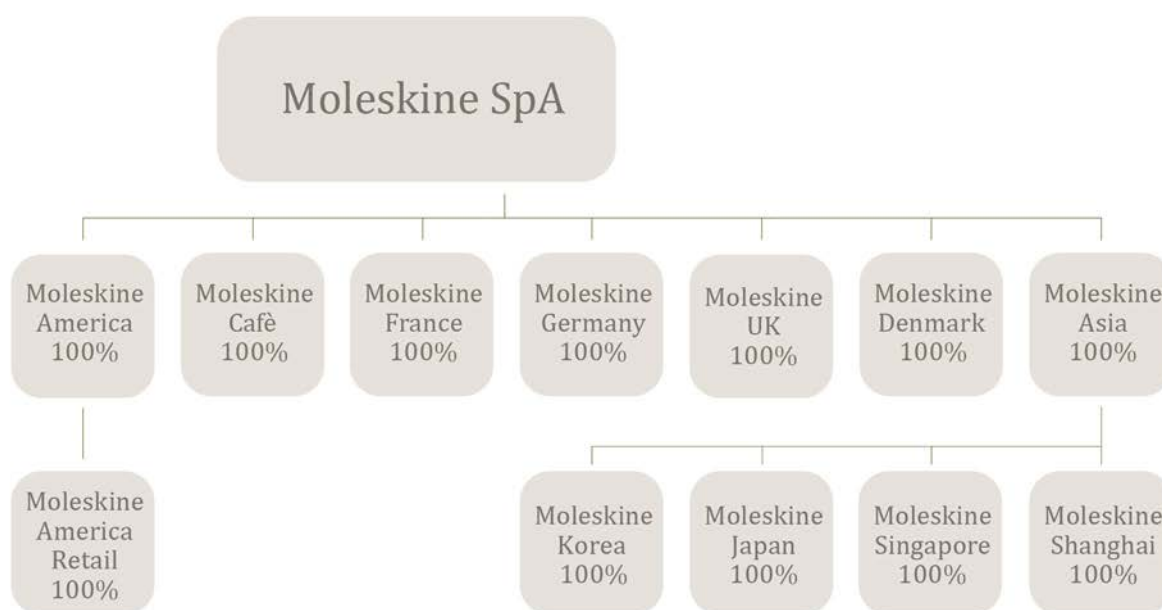 Moleskine SpA
Moleskine
America
100%
Moleskine
Cafè
100%
Moleskine
France
100%
Moleskine
Germany
100%
Moleskine
UK
100%
Moleskine
Denmark
100%
Moleskine
Asia
100%
Moleskine
America
Retail
100%
Moleskine
Korea
100%
Moleskine
Japan
100%
Moleskine
Singapore
100%
Moleskine
Shanghai
100%